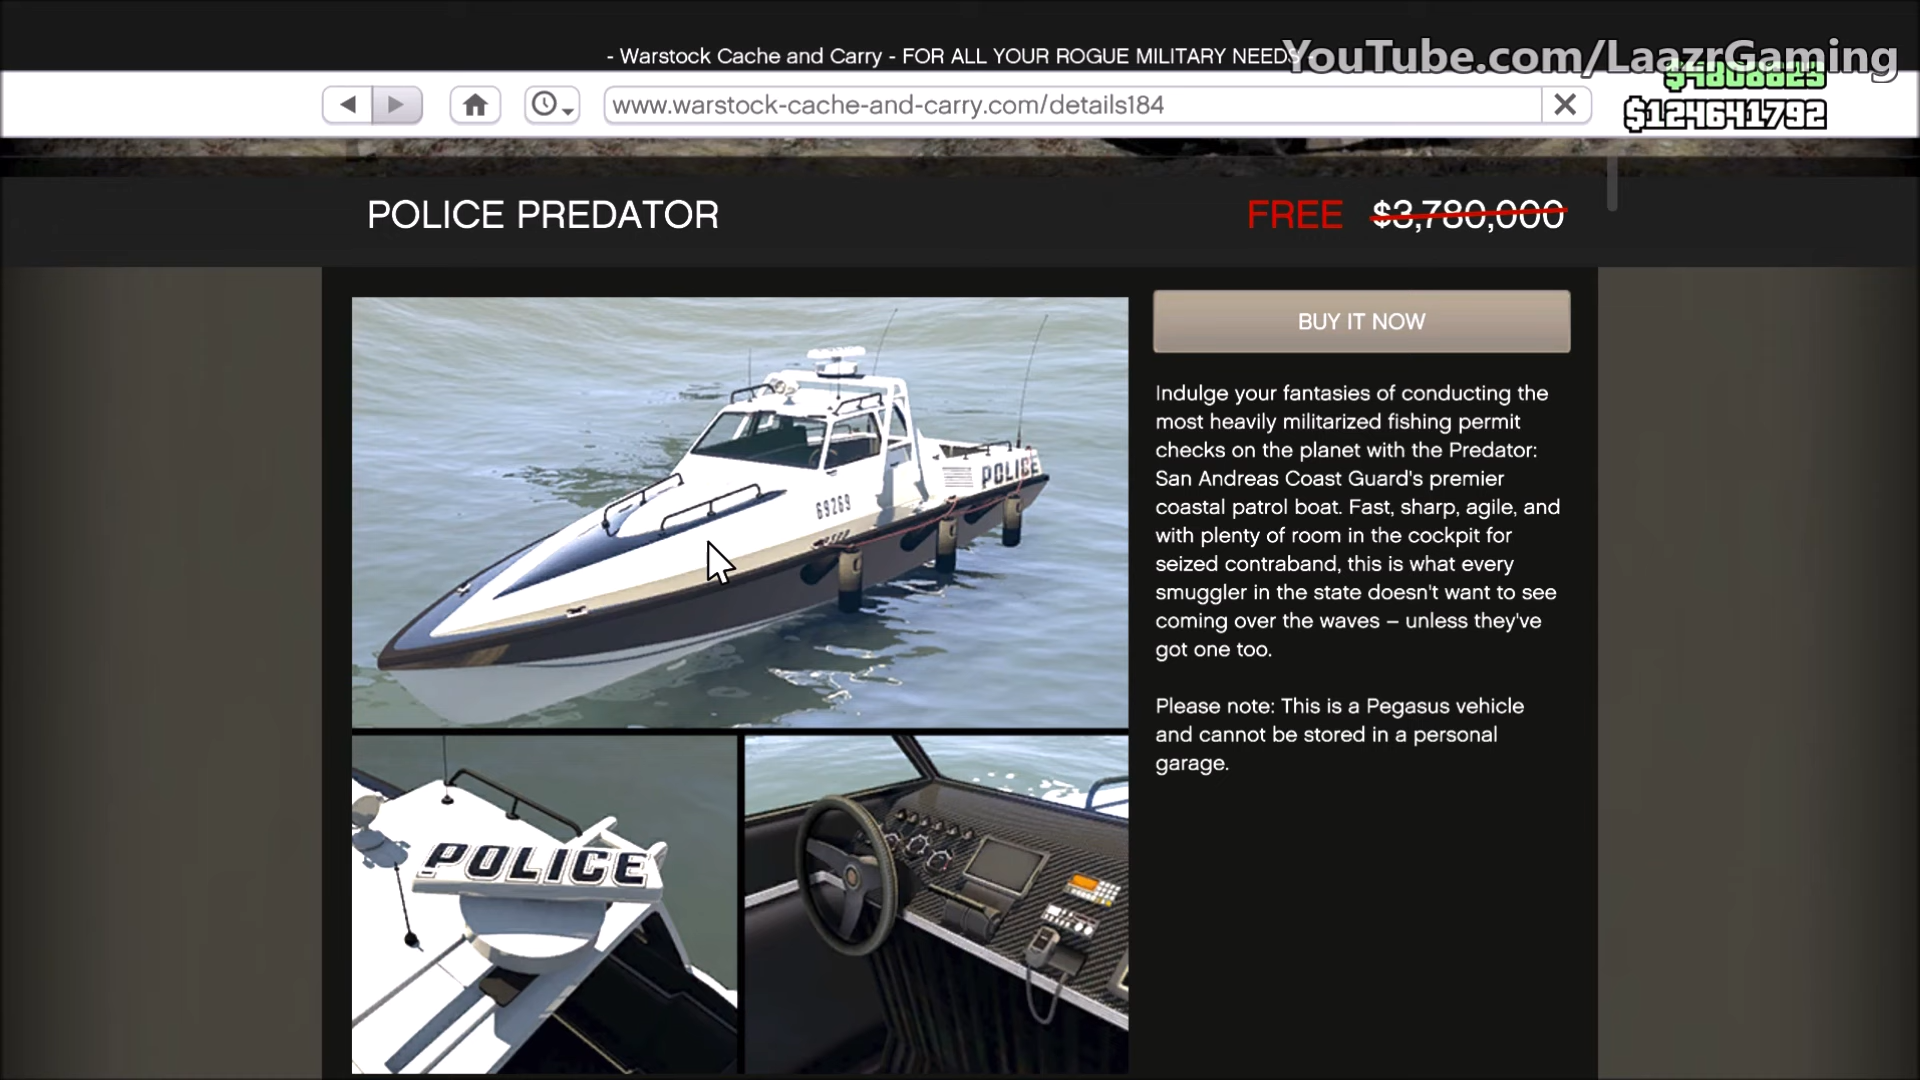 - Warstock Cache and Carry - FOR ALL YOUR ROGUE MILITARY NEEDS -
YouTube.com/LaazrGaming
www.warstock-cache-and-carry.com/details184
$4808823
$124641792
POLICE PREDATOR
FREE $3,780,000
BUY IT NOW
Indulge your fantasies of conducting the
most heavily militarized fishing permit
checks on the planet with the Predator:
San Andreas Coast Guard's premier
coastal patrol boat. Fast, sharp, agile, and
with plenty of room in the cockpit for
seized contraband, this is what every
smuggler in the state doesn't want to see
coming over the waves – unless they've
got one too.
Please note: This is a Pegasus vehicle
and cannot be stored in a personal
garage.
POLICE
69269
POLICE